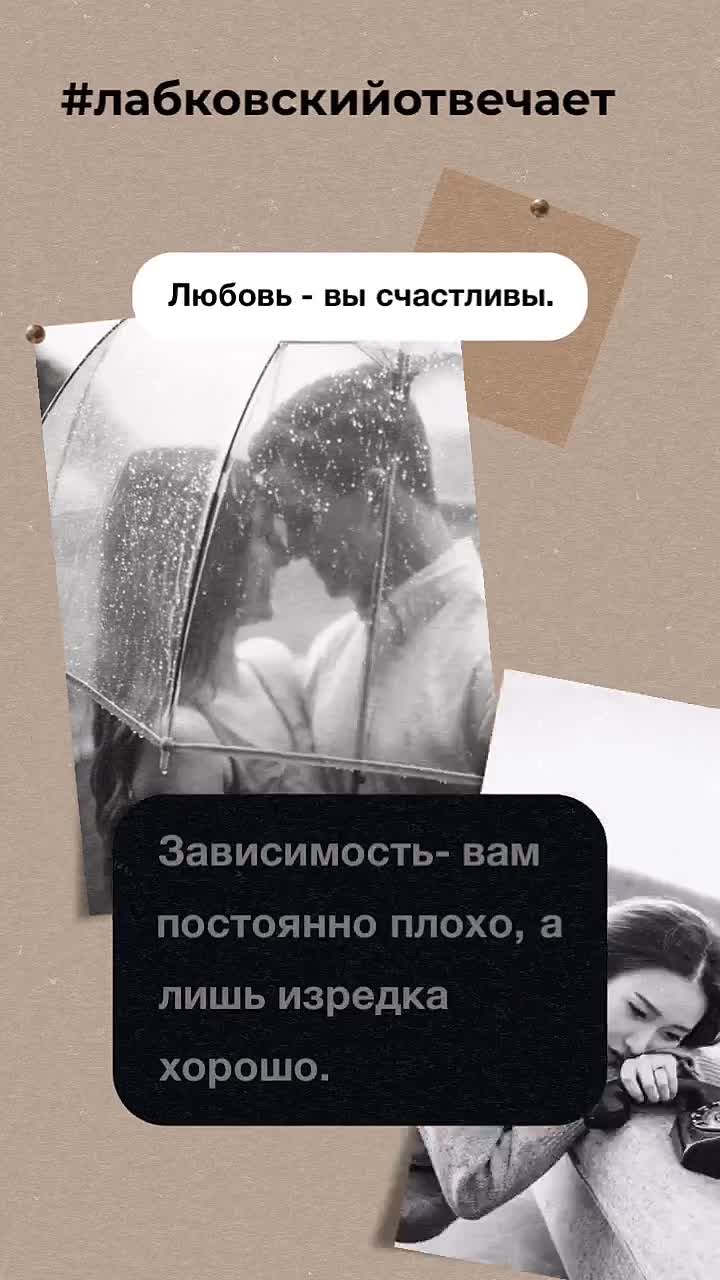 #лабковскийотвечает
Любовь - вы счастливы.
Зависимость- вам
постоянно плохо, а
лишь изредка
хорошо.